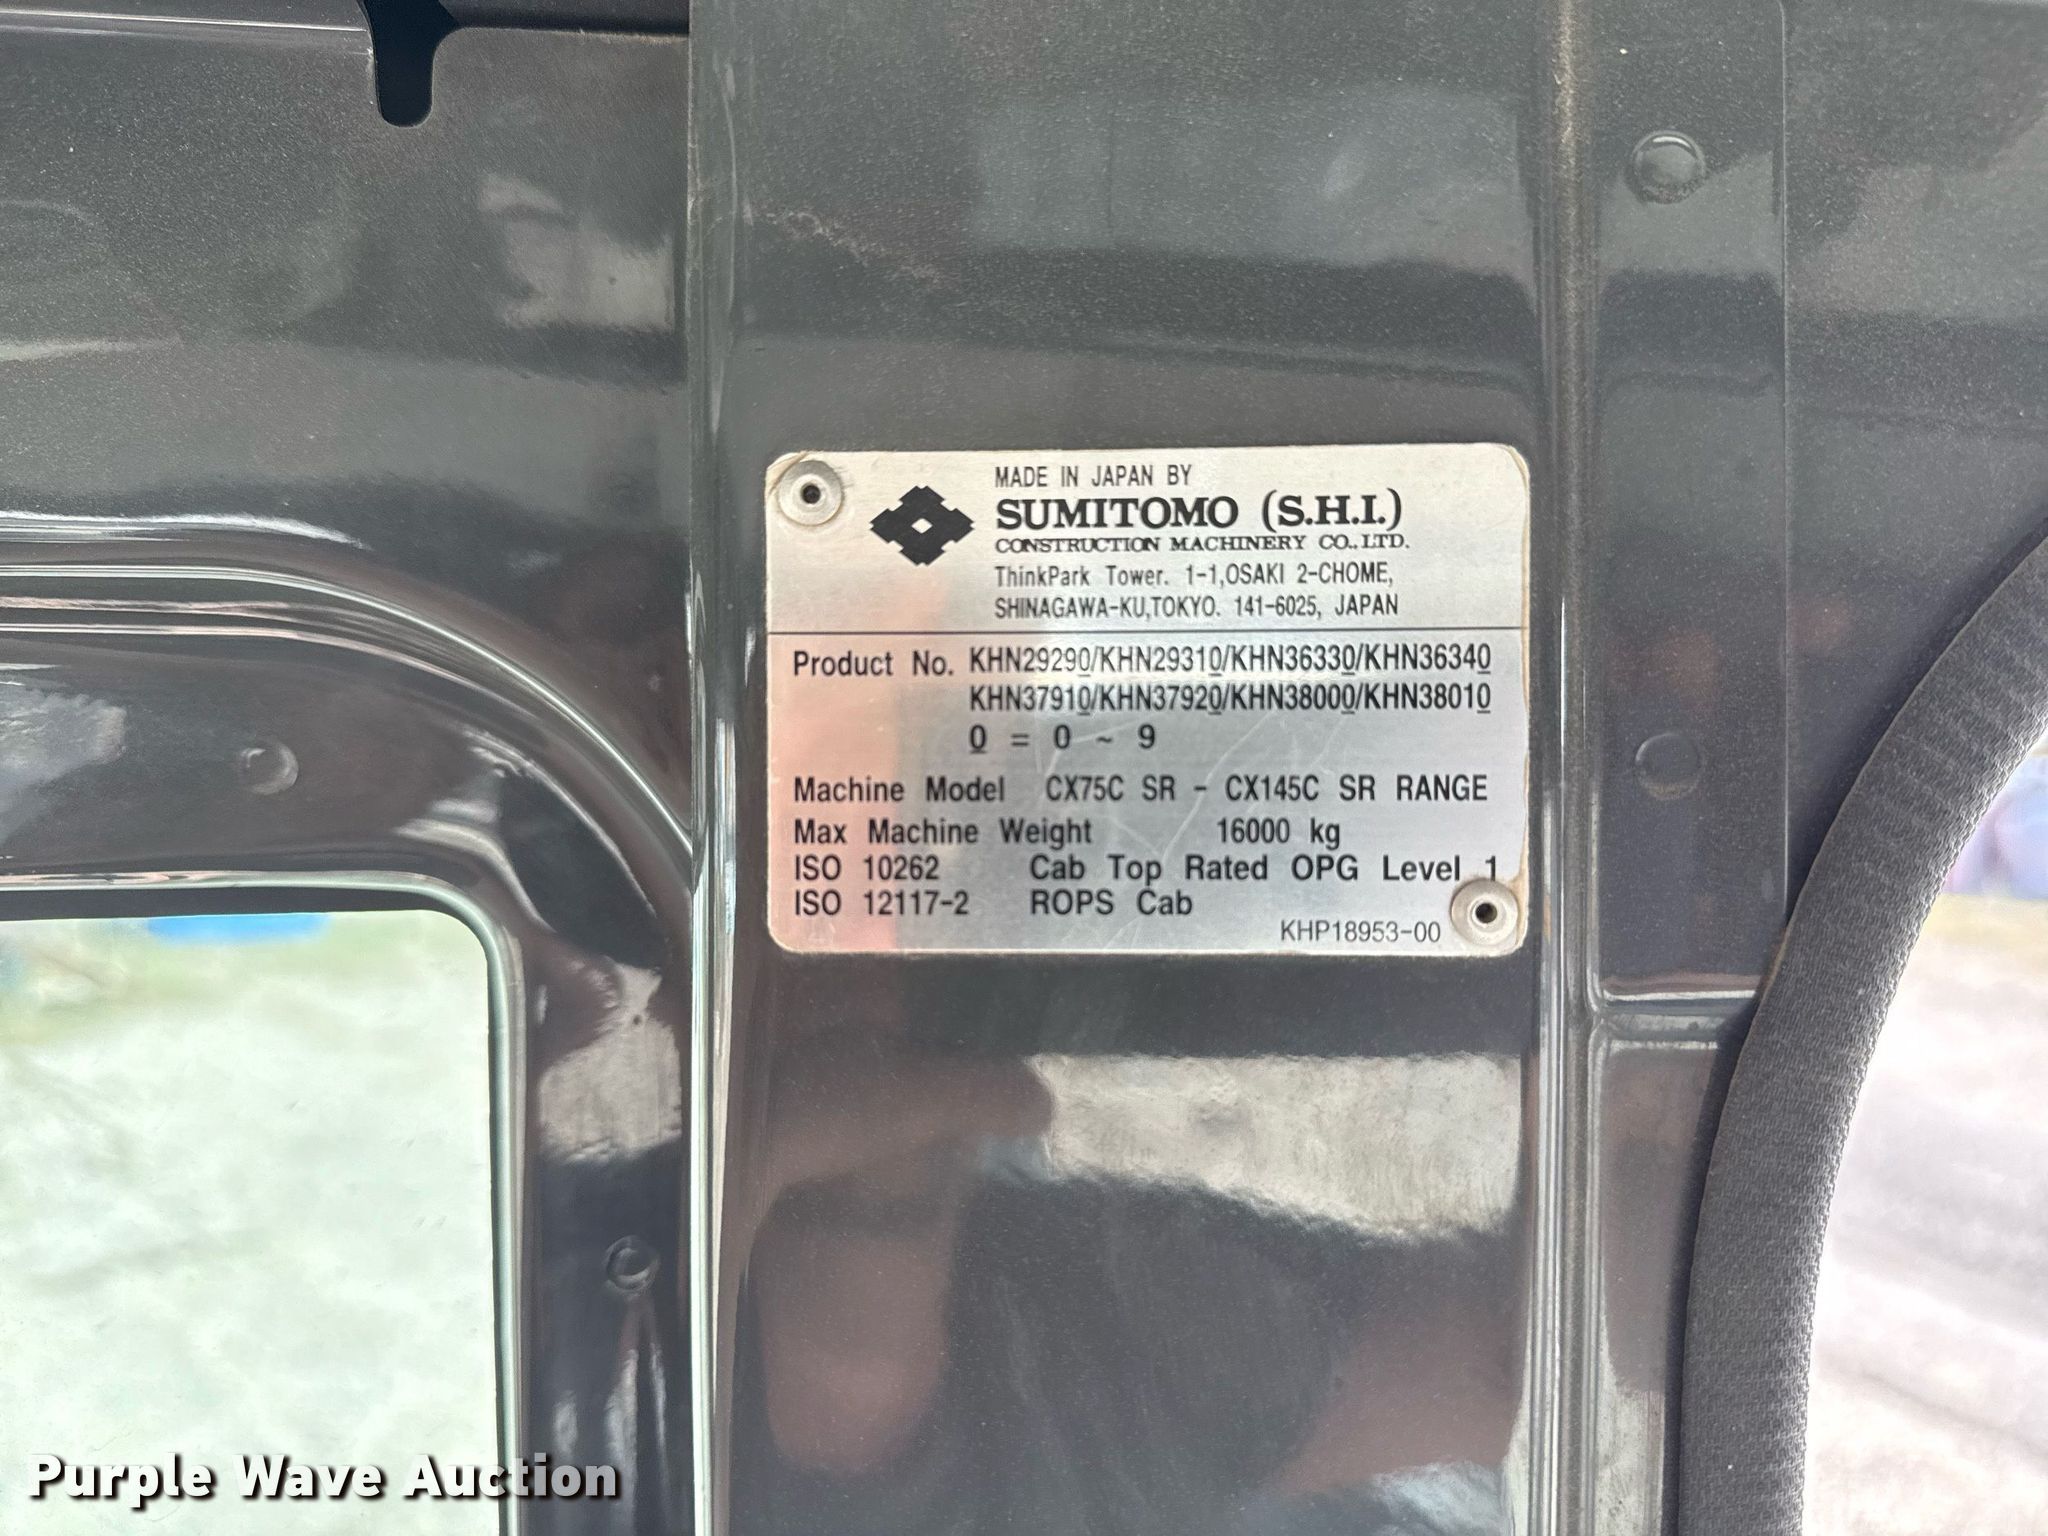 MADE IN JAPAN BY
SUMITOMO (S.H.I.)
CONSTRUCTION MACHINERY CO.,LTD.
ThinkPark Tower. 1-1,OSAKI 2-CHOME,
SHINAGAWA-KU,TOKYO. 141-6025, JAPAN
Product No. KHN29290/KHN29310/KHN36330/KHN36340
KHN37910/KHN37920/KHN38000/KHN38010
0 = 0 ~ 9
Machine Model CX75C SR - CX145C SR RANGE
Max Machine Weight 16000 kg
ISO 10262 Cab Top Rated OPG Level 1
ISO 12117-2 ROPS Cab
KHP18953-00
Purple Wave Auction